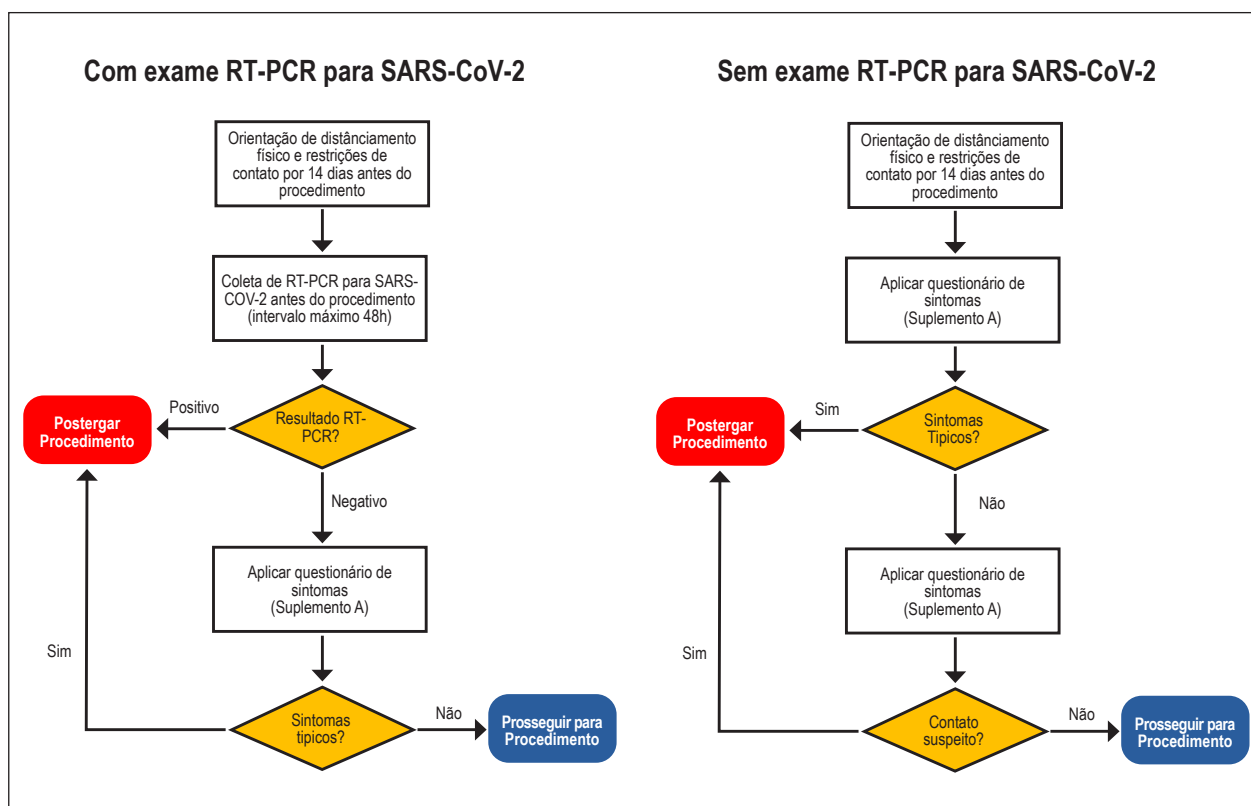 Com exame RT-PCR para SARS-CoV-2
Orientação de distânciamento
físico e restrições de
contato por 14 dias antes do
procedimento
Coleta de RT-PCR para SARS-
COV-2 antes do procedimento
(intervalo máximo 48h)
Resultado RT-
PCR?
Positivo
Postergar
Procedimento
Negativo
Aplicar questionário de
sintomas
(Suplemento A)
Sintomas
tipicos?
Sim
Não
Prosseguir para
Procedimento
Sem exame RT-PCR para SARS-CoV-2
Orientação de distânciamento
físico e restrições de
contato por 14 dias antes do
procedimento
Aplicar questionário de
sintomas
(Suplemento A)
Sintomas
Tipicos?
Sim
Postergar
Procedimento
Não
Aplicar questionário de
sintomas
(Suplemento A)
Contato
suspeito?
Sim
Não
Prosseguir para
Procedimento